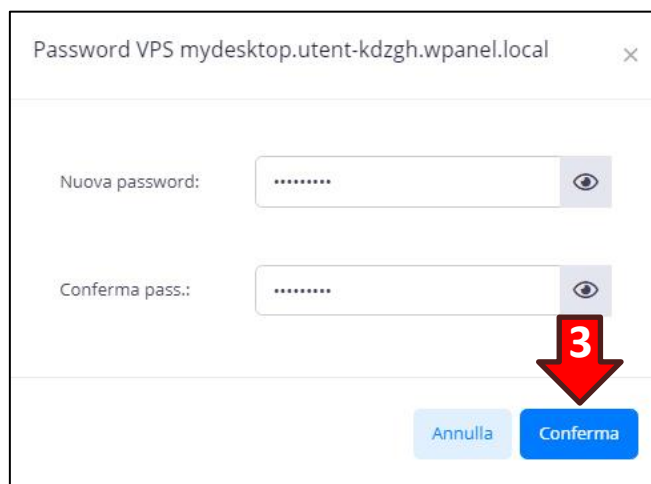 Password VPS mydesktop.utent-kdzgh.wpanel.local ×
Nuova password: •••••••••
Conferma pass.: •••••••••
3
Annulla Conferma